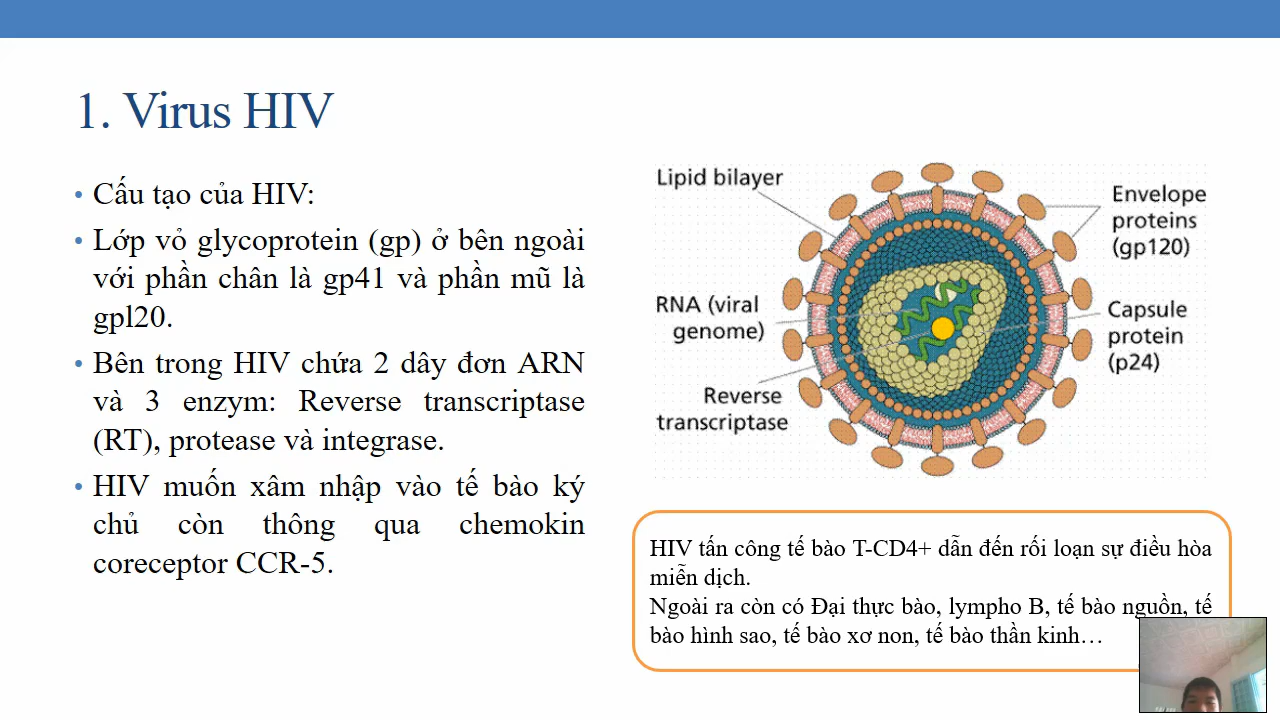 1. Virus HIV
• Cấu tạo của HIV:
• Lớp vỏ glycoprotein (gp) ở bên ngoài
với phần chân là gp41 và phần mũ là
gpl20.
• Bên trong HIV chứa 2 dây đơn ARN
và 3 enzym: Reverse transcriptase
(RT), protease và integrase.
• HIV muốn xâm nhập vào tế bào ký
chủ còn thông qua chemokin
coreceptor CCR-5.
Lipid bilayer
Envelope
proteins
(gp120)
RNA (viral
genome)
Capsule
protein
(p24)
Reverse
transcriptase
HIV tấn công tế bào T-CD4+ dẫn đến rối loạn sự điều hòa
miễn dịch.
Ngoài ra còn có Đại thực bào, lympho B, tế bào nguồn, tế
bào hình sao, tế bào xơ non, tế bào thần kinh…